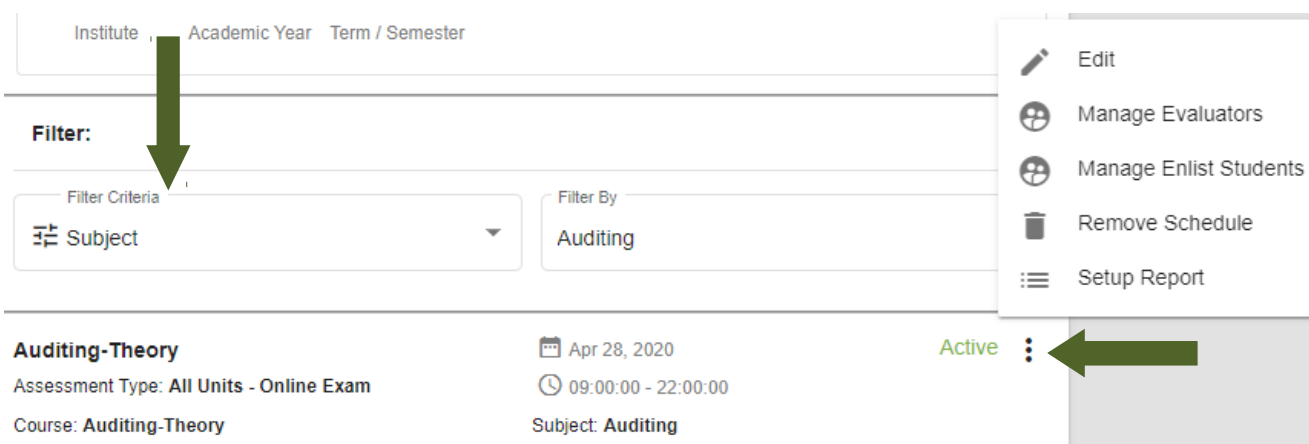 Institute Academic Year Term / Semester
Filter:
Filter Criteria
Subject
Filter By
Auditing
Edit
Manage Evaluators
Manage Enlist Students
Remove Schedule
Setup Report
Auditing-Theory
Apr 28, 2020
Active
Assessment Type: All Units - Online Exam
09:00:00 - 22:00:00
Course: Auditing-Theory
Subject: Auditing